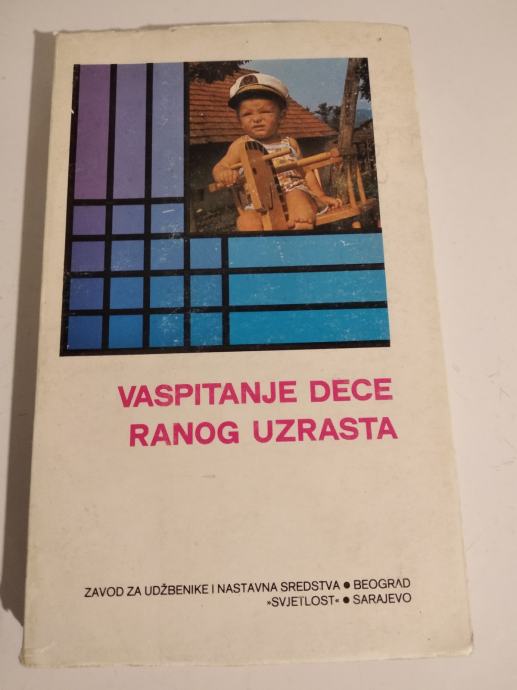 VASPITANJE DECE
RANOG UZRASTA
ZAVOD ZA UDŽBENIKE I NASTAVNA SREDSTVA ● BEOGRAD
»SVJETLOST« ● SARAJEVO